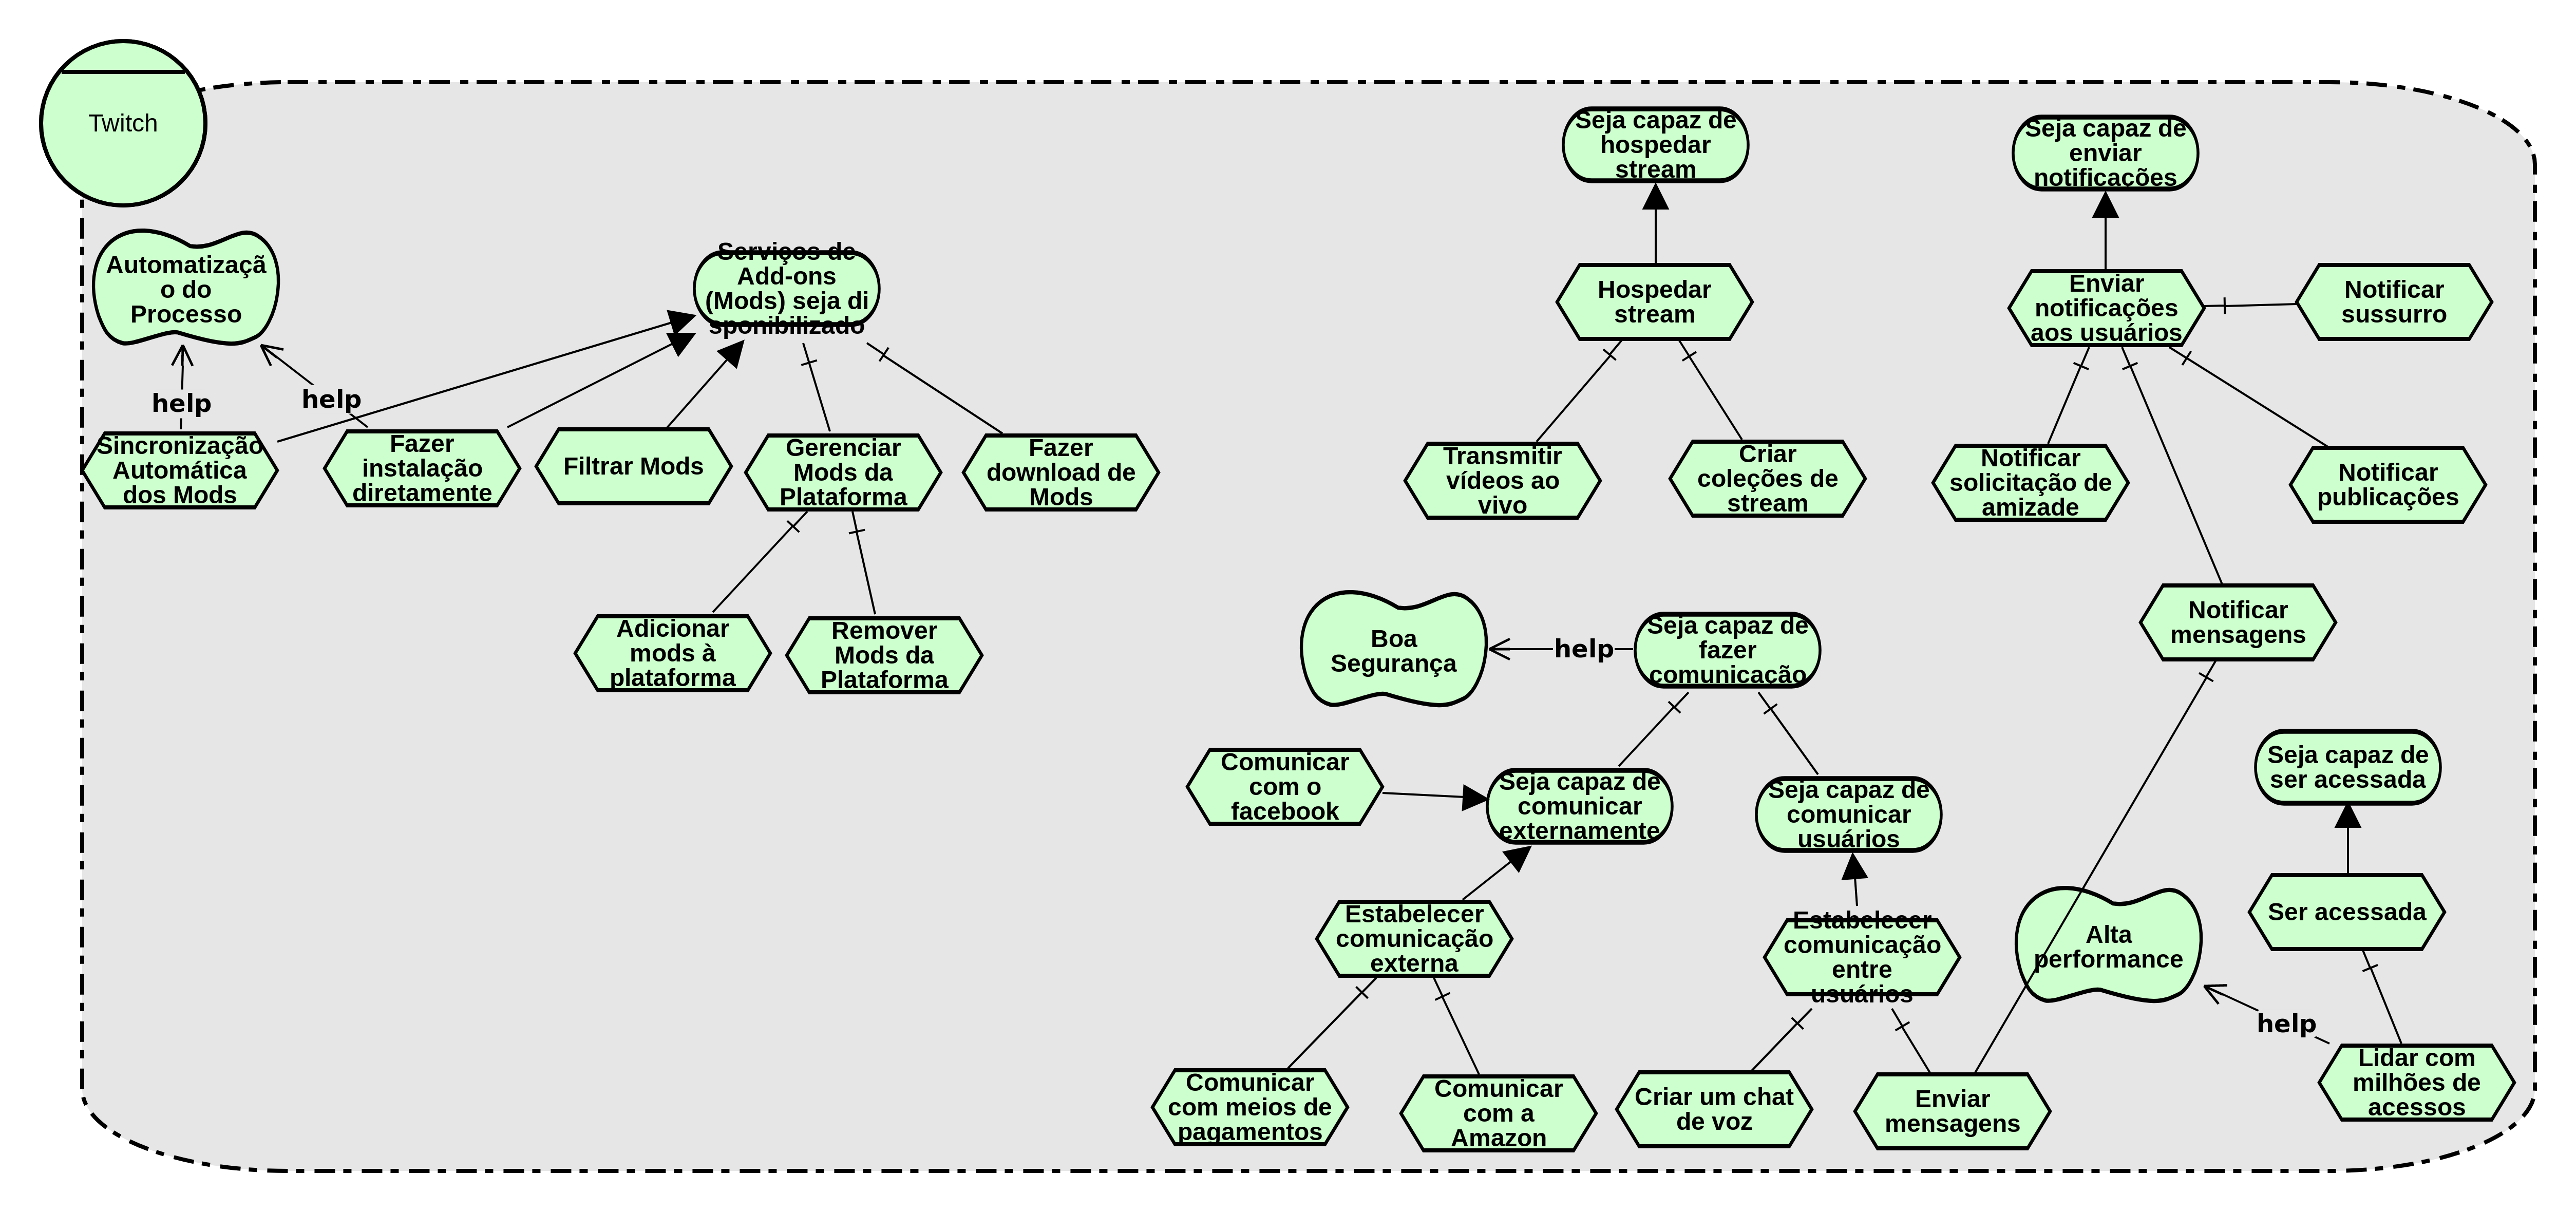 Twitch
Automatizaçã
o do
Processo
help
help
Sincronização
Automática
dos Mods
Fazer
instalação
diretamente
Filtrar Mods
Serviços de
Add-ons
(Mods) seja di
sponibilizado
Gerenciar
Mods da
Plataforma
Fazer
download de
Mods
Adicionar
mods à
plataforma
Remover
Mods da
Plataforma
Seja capaz de
hospedar
stream
Hospedar
stream
Transmitir
vídeos ao
vivo
Criar
coleções de
stream
Seja capaz de
enviar
notificações
Enviar
notificações
aos usuários
Notificar
sussurro
Notificar
solicitação de
amizade
Notificar
publicações
Notificar
mensagens
Boa
Segurança
help
Seja capaz de
fazer
comunicação
Comunicar
com o
facebook
Seja capaz de
comunicar
externamente
Seja capaz de
comunicar
usuários
Estabelecer
comunicação
externa
Estabelecer
comunicação
entre
usuários
Comunicar
com meios de
pagamentos
Comunicar
com a
Amazon
Criar um chat
de voz
Enviar
mensagens
Seja capaz de
ser acessada
Ser acessada
Alta
performance
help
Lidar com
milhões de
acessos